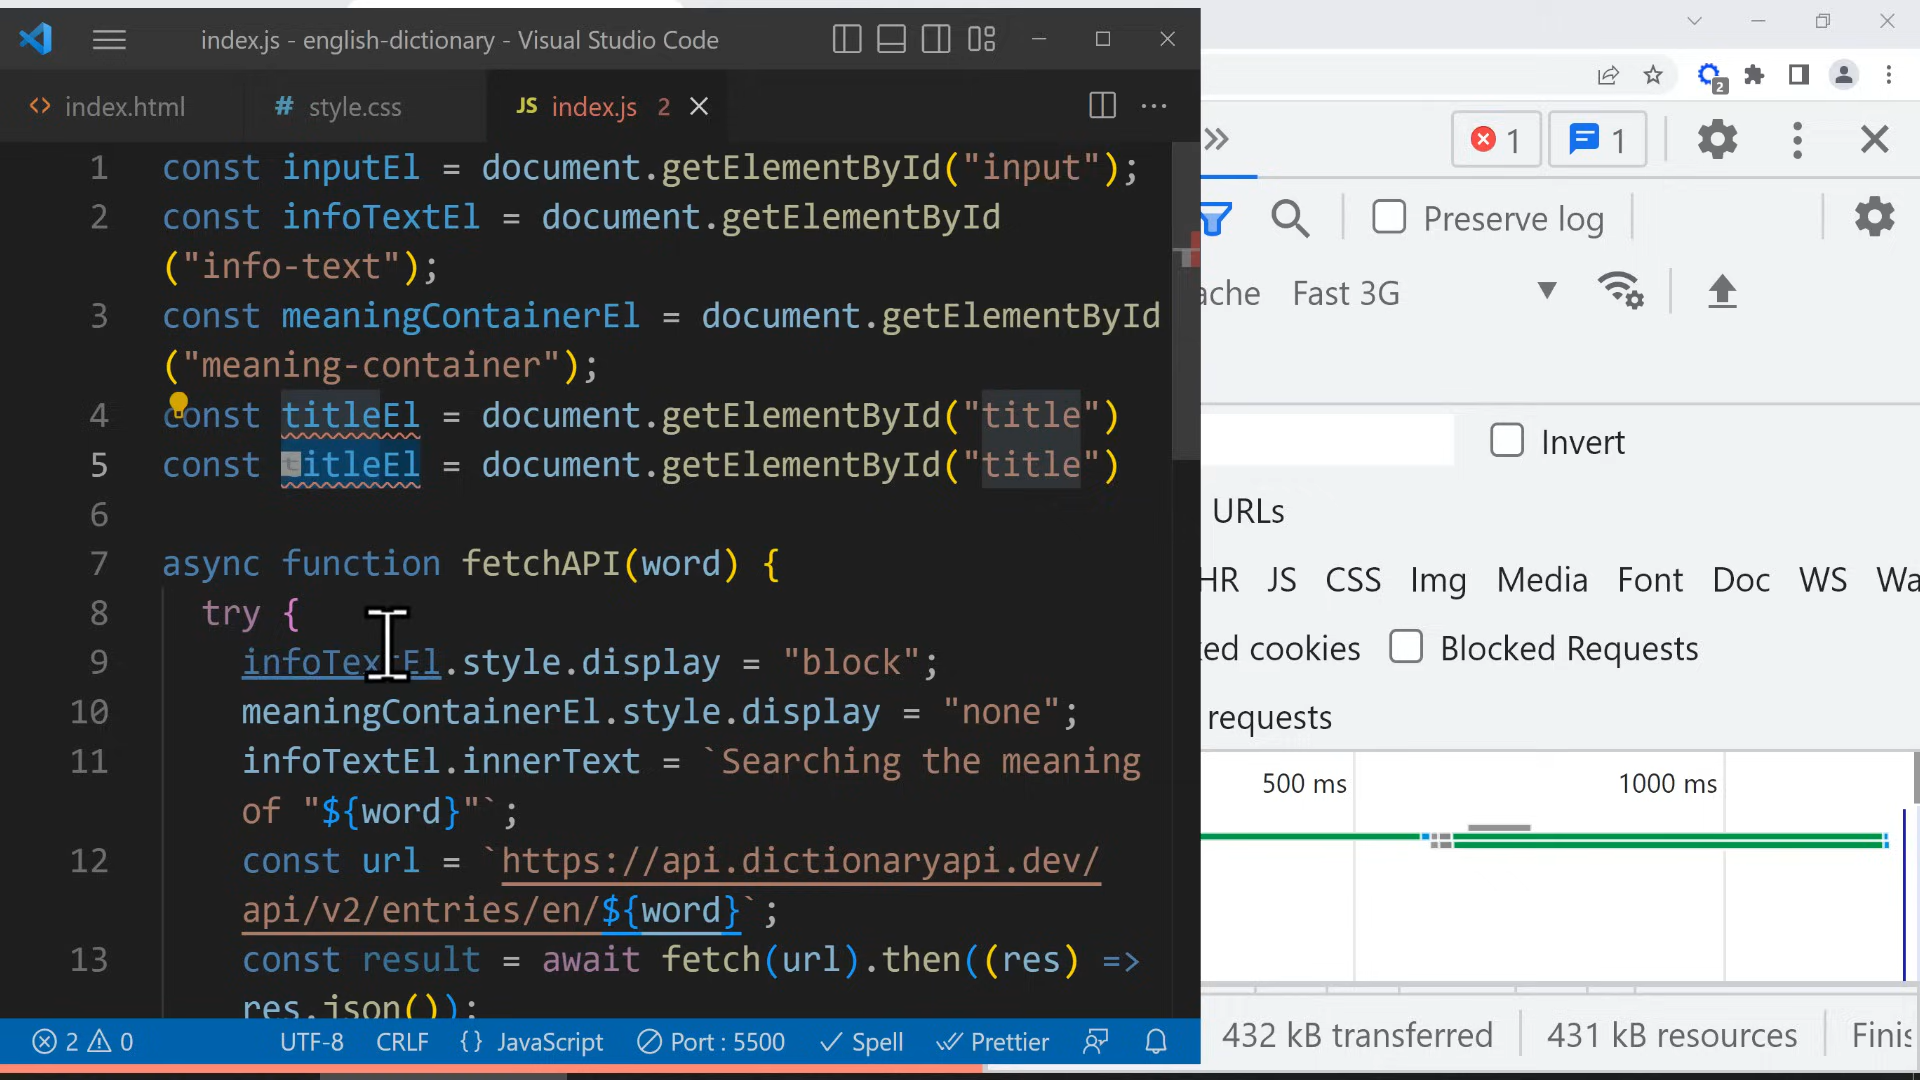 index.js - english-dictionary - Visual Studio Code
index.html
# style.css
JS index.js 2
1 const inputEl = document.getElementById("input");
2 const infoTextEl = document.getElementById
("info-text");
3 const meaningContainerEl = document.getElementById
("meaning-container");
4 const titleEl = document.getElementById("title")
5 const titleEl = document.getElementById("title")
6
7 async function fetchAPI(word) {
8 try {
9 infoTextEl.style.display = "block";
10 meaningContainerEl.style.display = "none";
11 infoTextEl.innerText = `Searching the meaning
of "${word}"`;
12 const url = `https://api.dictionaryapi.dev/
api/v2/entries/en/${word}`;
13 const result = await fetch(url).then((res) =>
res.json());
2 0 UTF-8 CRLF {} JavaScript Port : 5500 Spell Prettier
2
1 1
Preserve log
ache Fast 3G
Invert
URLs
HR JS CSS Img Media Font Doc WS Wa
ed cookies Blocked Requests
requests
500 ms 1000 ms
432 kB transferred 431 kB resources Finis